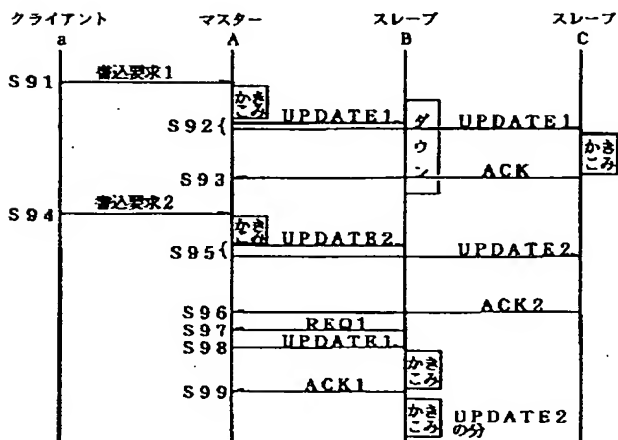 クライアント マスター スレーブ スレーブ
a A B C
S91 書込要求1
かき
こみ
S92{ UPDATE1 ダウン UPDATE1
かき
こみ
S93 ACK
S94 書込要求2
かき
こみ
S95{ UPDATE2 UPDATE2
S96 ACK2
S97 REQ1
S98 UPDATE1
かき
こみ
S99 ACK1
かき
こみ
UPDATE2
の分